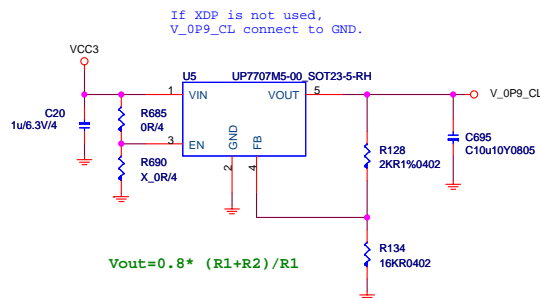 If XDP is not used,
V_0P9_CL connect to GND.
VCC3
U5
UP7707M5-00_SOT23-5-RH
1
VIN
VOUT
5
V_0P9_CL
C20
1u/6.3V/4
R685
0R/4
3
EN
GND
FB
2
4
R690
X_0R/4
R128
2KR1%0402
C695
C10u10Y0805
Vout=0.8* (R1+R2)/R1
R134
16KR0402